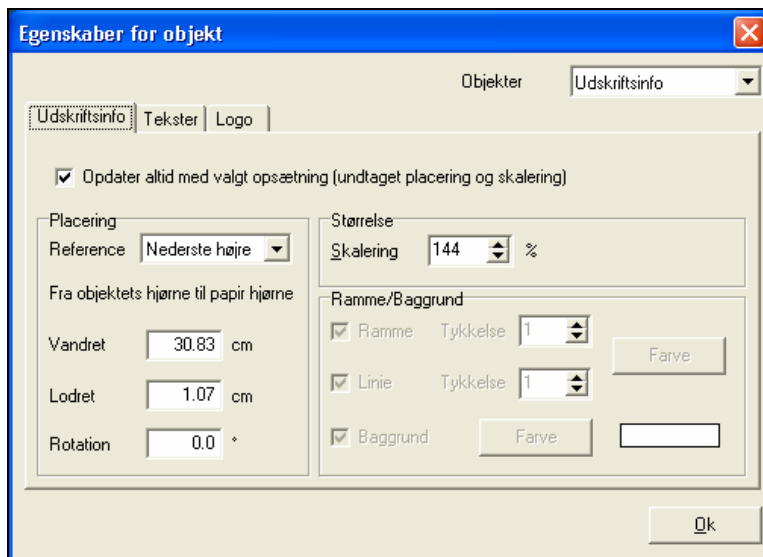 Egenskaber for objekt
Objekter Udskriftsinfo
Udskriftsinfo Tekster Logo
Opdater altid med valgt opsætning (undtaget placering og skalering)
Placering
Reference Nederste højre
Fra objektets hjørne til papir hjørne
Vandret 30.83 cm
Lodret 1.07 cm
Rotation 0.0 °
Størrelse
Skalering 144 %
Ramme/Baggrund
Ramme Tykkelse 1
Farve
Linie Tykkelse 1
Baggrund Farve
Ok